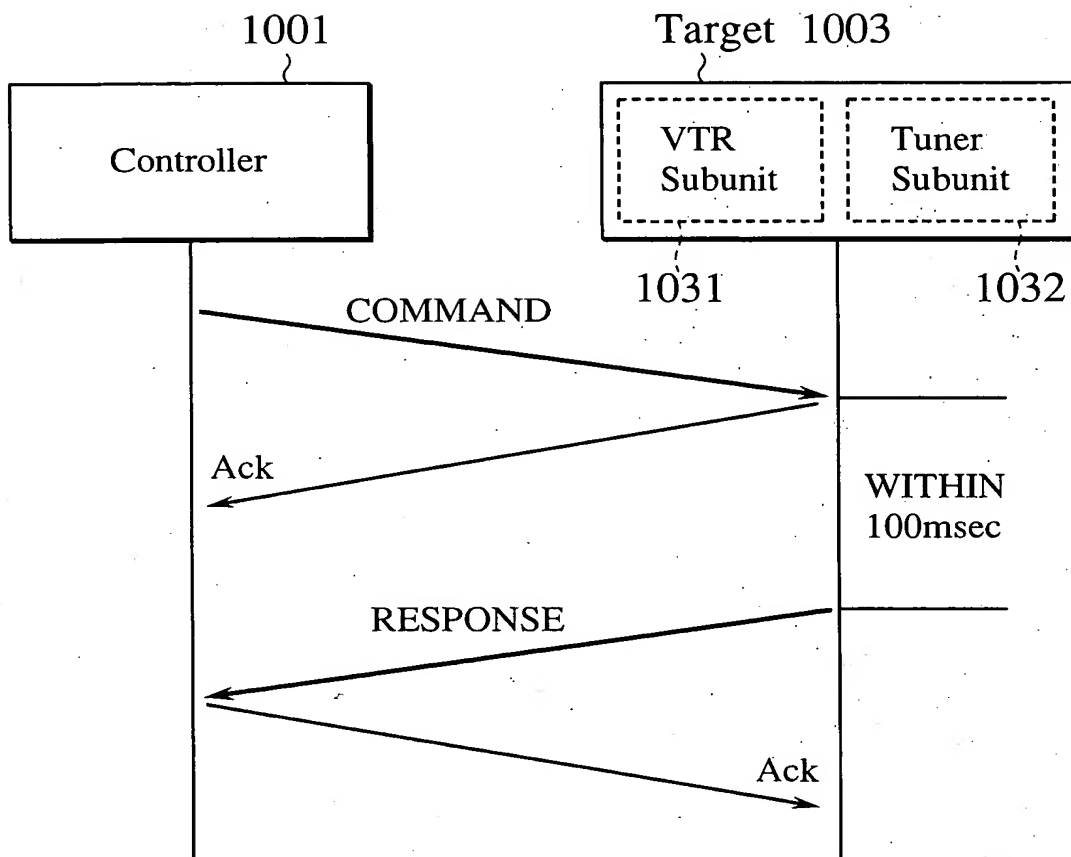 1001
Target 1003
Controller
VTR
Subunit
Tuner
Subunit
1031
1032
COMMAND
Ack
WITHIN
100msec
RESPONSE
Ack